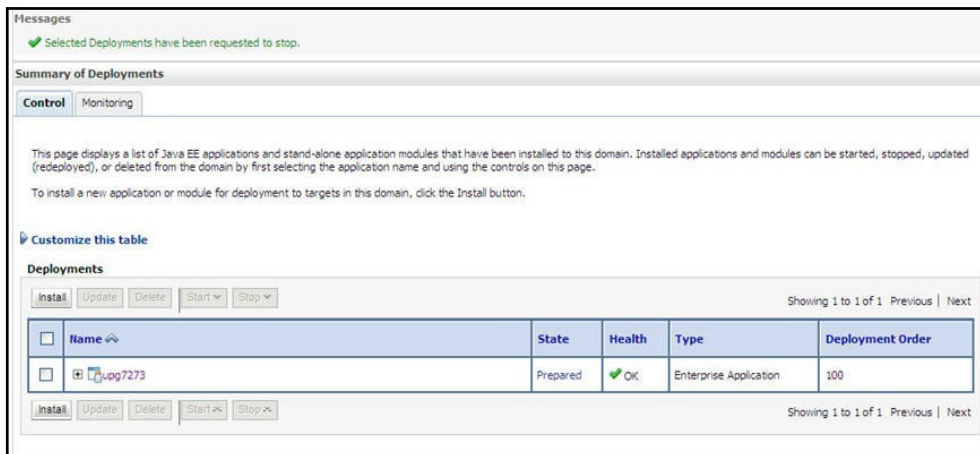 Messages
Selected Deployments have been requested to stop.
Summary of Deployments
Control Monitoring
This page displays a list of Java EE applications and stand-alone application modules that have been installed to this domain. Installed applications and modules can be started, stopped, updated
(redeployed), or deleted from the domain by first selecting the application name and using the controls on this page.
To install a new application or module for deployment to targets in this domain, click the Install button.
Customize this table
Deployments
Install Update Delete Start Stop Showing 1 to 1 of 1 Previous | Next
Name State Health Type Deployment Order
upg7273 Prepared OK Enterprise Application 100
Install Update Delete Start Stop Showing 1 to 1 of 1 Previous | Next